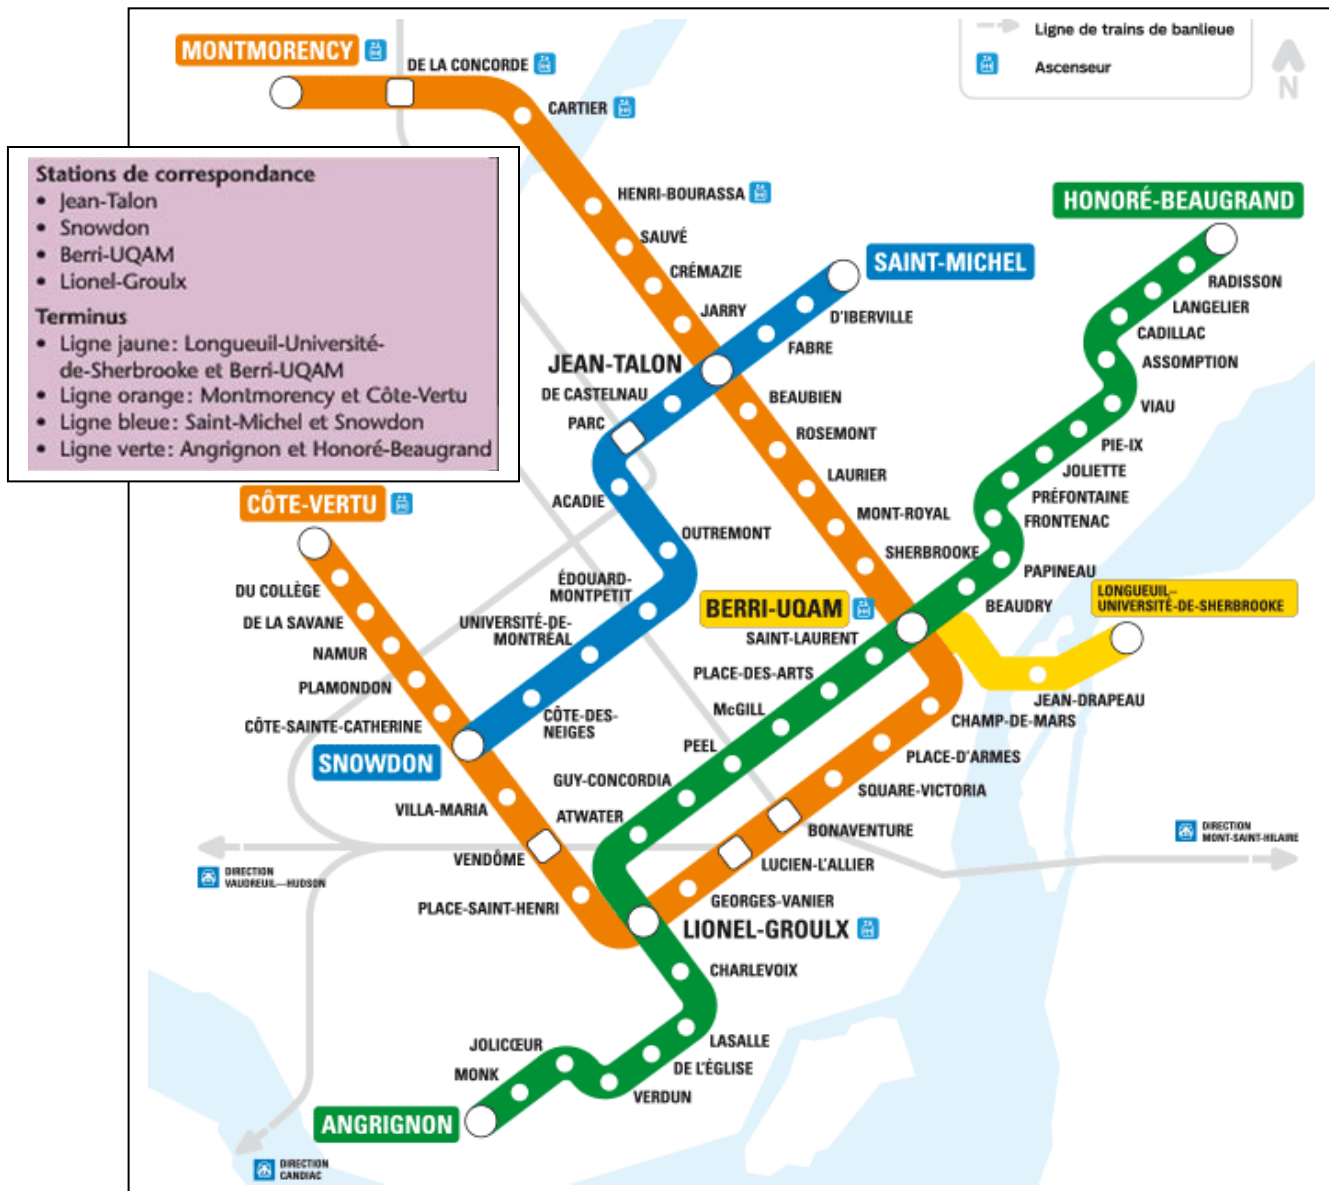 Ligne de trains de banlieue
Ascenseur
N
MONTMORENCY
DE LA CONCORDE
CARTIER
HENRI-BOURASSA
SAUVÉ
CRÉMAZIE
JARRY
Stations de correspondance
• Jean-Talon
• Snowdon
• Berri-UQAM
• Lionel-Groulx
Terminus
• Ligne jaune: Longueuil-Université-
de-Sherbrooke et Berri-UQAM
• Ligne orange: Montmorency et Côte-Vertu
• Ligne bleue: Saint-Michel et Snowdon
• Ligne verte: Angrignon et Honoré-Beaugrand
HONORÉ-BEAUGRAND
RADISSON
LANGELIER
CADILLAC
ASSOMPTION
VIAU
PIE-IX
JOLIETTE
PRÉFONTAINE
FRONTENAC
PAPINEAU
BEAUDRY
SAINT-MICHEL
D'IBERVILLE
FABRE
JEAN-TALON
DE CASTELNAU
PARC
ACADIE
OUTREMONT
ÉDOUARD-
MONTPETIT
UNIVERSITÉ-DE-
MONTRÉAL
CÔTE-DES-
NEIGES
BEAUBIEN
ROSEMONT
LAURIER
MONT-ROYAL
SHERBROOKE
BERRI-UQAM
LONGUEUIL–
UNIVERSITÉ-DE-SHERBROOKE
JEAN-DRAPEAU
CÔTE-VERTU
DU COLLÈGE
DE LA SAVANE
NAMUR
PLAMONDON
CÔTE-SAINTE-CATHERINE
SNOWDON
VILLA-MARIA
VENDÔME
PLACE-SAINT-HENRI
SAINT-LAURENT
PLACE-DES-ARTS
McGILL
PEEL
GUY-CONCORDIA
ATWATER
CHAMP-DE-MARS
PLACE-D'ARMES
SQUARE-VICTORIA
BONAVENTURE
LUCIEN-L'ALLIER
GEORGES-VANIER
LIONEL-GROULX
CHARLEVOIX
LASALLE
DE L'ÉGLISE
VERDUN
JOLICŒUR
MONK
ANGRIGNON
DIRECTION
VAUDREUIL—HUDSON
DIRECTION
MONT-SAINT-HILAIRE
DIRECTION
CANDIAC